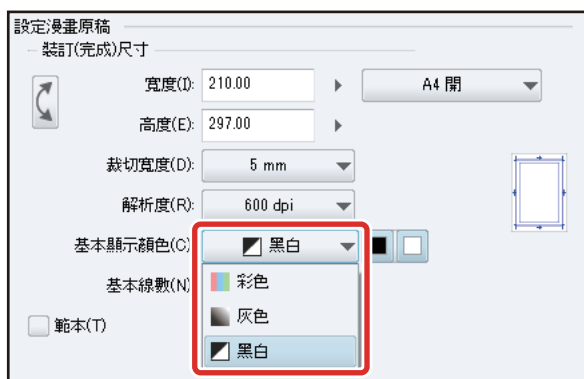 設定漫畫原稿
裝訂(完成)尺寸
寬度(I): 210.00 A4 開
高度(E): 297.00
裁切寬度(D): 5 mm
解析度(R): 600 dpi
基本顯示顏色(C) 黑白
基本線數(N)
彩色
灰色
黑白
範本(T)